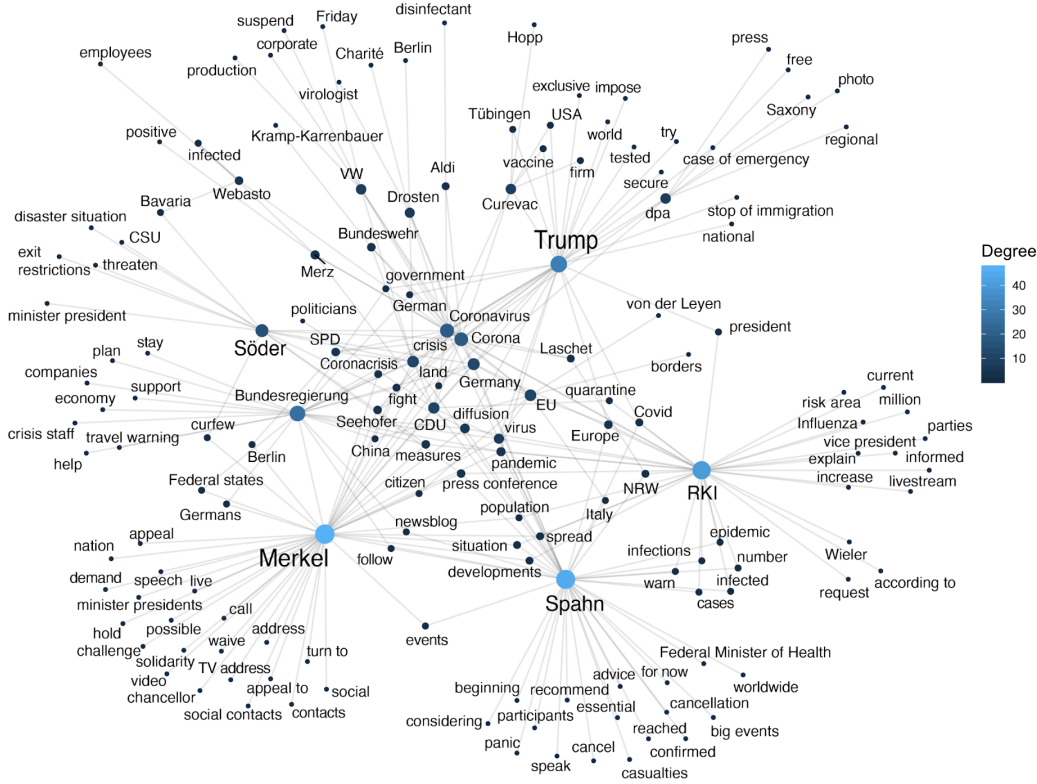 disinfectant
Friday
suspend
Hopp
press
corporate
employees
Charité
Berlin
free
production
photo
virologist
exclusive impose
Saxony
Tübingen
USA
positive
Kramp-Karrenbauer
world
try
regional
infected
vaccine
tested
case of emergency
VW
Aldi
firm
secure
Webasto
Drosten
Curevac
Bavaria
dpa
stop of immigration
disaster situation
Bundeswehr
Trump
national
CSU
exit
restrictions
threaten
Merz
government
Degree
German
von der Leyen
minister president
politicians
Coronavirus
president
40
30
20
10
Söder
SPD
crisis
Corona
Laschet
stay
plan
Coronacrisis
land
borders
companies
Germany
current
support
Bundesregierung
fight
quarantine
economy
EU
risk area
million
Seehofer
CDU
diffusion
Covid
crisis staff
travel warning
curfew
virus
Influenza
parties
help
Berlin
China
measures
Europe
vice president
pandemic
explain
informed
Federal states
citizen
press conference
NRW
RKI
increase
livestream
Germans
population
Italy
newsblog
appeal
spread
epidemic
nation
Merkel
follow
situation
infections
number
Wieler
demand
speech
live
developments
warn
infected
according to
minister presidents
Spahn
cases
request
hold
possible
call
challenge
waive
address
events
solidarity
turn to
Federal Minister of Health
video
TV address
advice
for now
chancellor
appeal to
social
beginning
recommend
worldwide
social contacts
contacts
considering
participants
essential
cancellation
panic
reached
big events
speak
cancel
confirmed
casualties